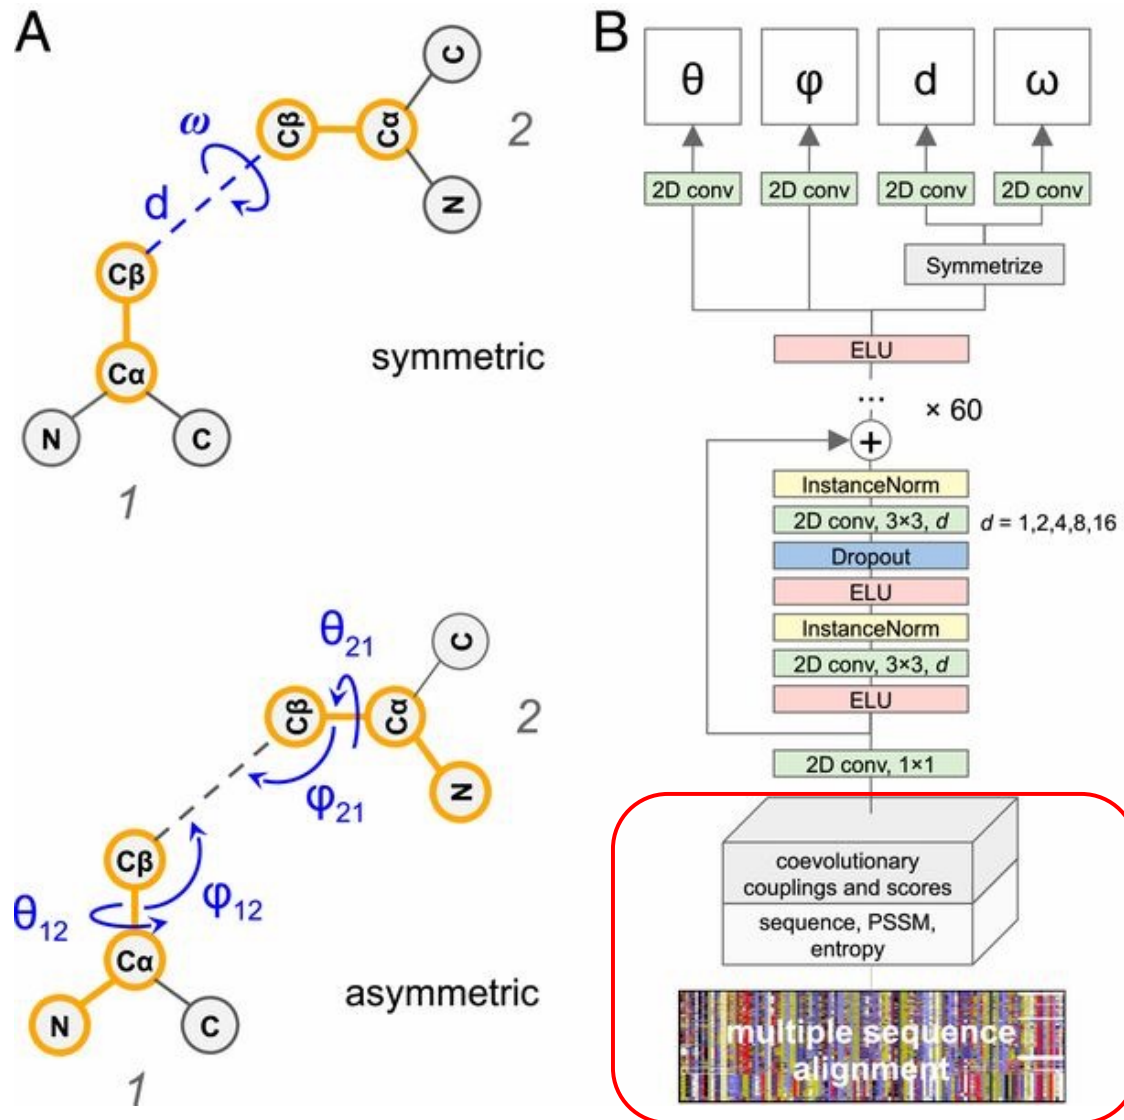 A
C
Cβ
Cα
2
ω
N
d
Cβ
Cα
symmetric
N
C
1
θ21
C
Cβ
Cα
2
φ21
N
Cβ
φ12
θ12
Cα
asymmetric
N
C
1
B
θ φ d ω
2D conv 2D conv 2D conv 2D conv
Symmetrize
ELU
... × 60
+
InstanceNorm
2D conv, 3×3, d d = 1,2,4,8,16
Dropout
ELU
InstanceNorm
2D conv, 3×3, d
ELU
2D conv, 1×1
coevolutionary
couplings and scores
sequence, PSSM,
entropy
multiple sequence
alignment